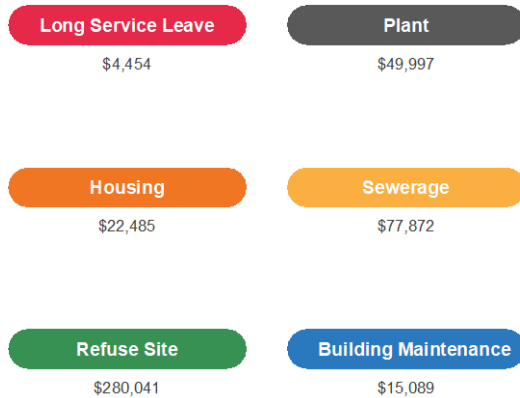 Long Service Leave
$4,454
Plant
$49,997
Housing
$22,485
Sewerage
$77,872
Refuse Site
$280,041
Building Maintenance
$15,089